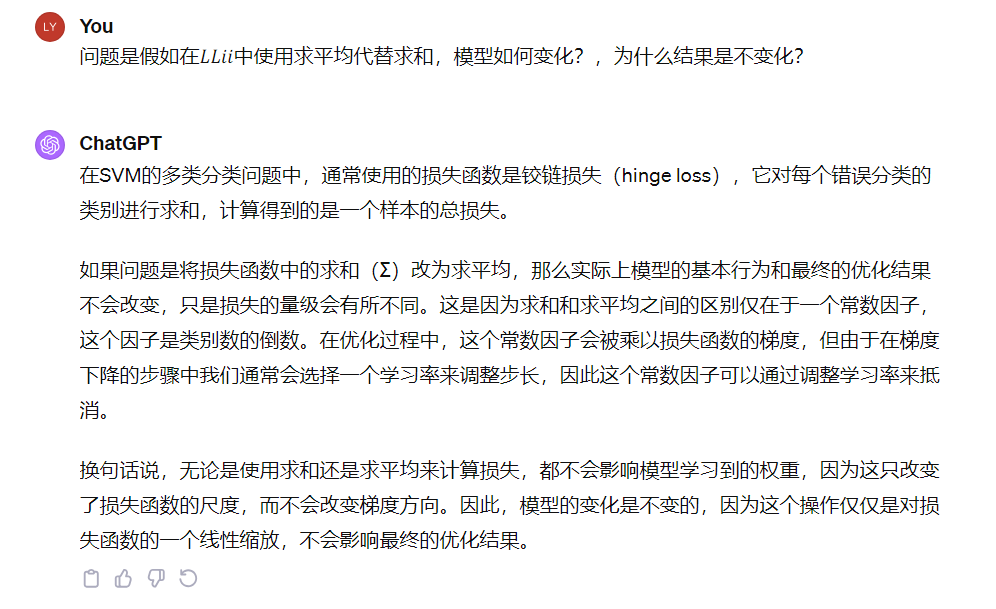 LY
You
问题是假如在LLii中使用求平均代替求和，模型如何变化？，为什么结果是不变化？
ChatGPT
在SVM的多类分类问题中，通常使用的损失函数是铰链损失（hinge loss），它对每个错误分类的
类别进行求和，计算得到的是一个样本的总损失。
如果问题是将损失函数中的求和（Σ）改为求平均，那么实际上模型的基本行为和最终的优化结果
不会改变，只是损失的量级会有所不同。这是因为求和和求平均之间的区别仅在于一个常数因子，
这个因子是类别数的倒数。在优化过程中，这个常数因子会被乘以损失函数的梯度，但由于在梯度
下降的步骤中我们通常会选择一个学习率来调整步长，因此这个常数因子可以通过调整学习率来抵
消。
换句话说，无论是使用求和还是求平均来计算损失，都不会影响模型学习到的权重，因为这只改变
了损失函数的尺度，而不会改变梯度方向。因此，模型的变化是不变的，因为这个操作仅仅是对损
失函数的一个线性缩放，不会影响最终的优化结果。